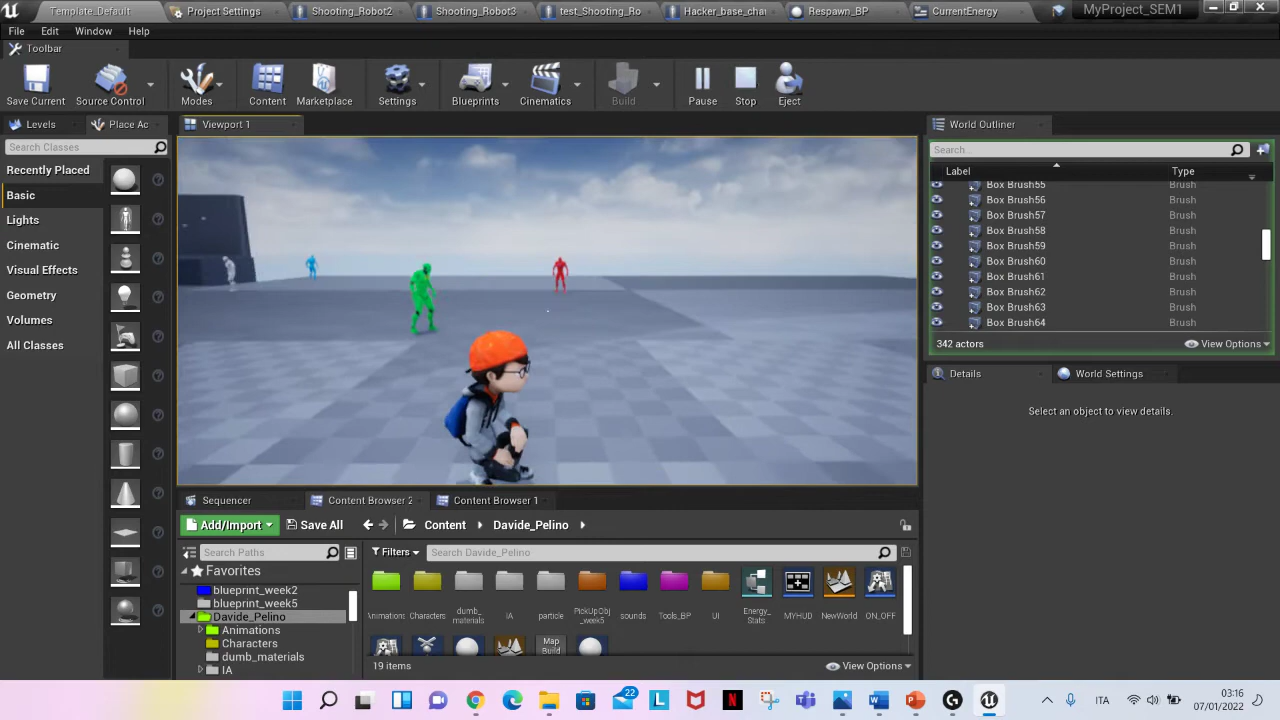 Template_Default
Project Settings
Shooting_Robot2
Shooting_Robot3
test_Shooting_Ro
Hacker_base_cha
Respawn_BP
CurrentEnergy
MyProject_SEM1
File Edit Window Help
Toolbar
Save Current
Source Control
Modes
Content
Marketplace
Settings
Blueprints
Cinematics
Build
Pause
Stop
Eject
Levels
Place Ac
Viewport 1
World Outliner
Search Classes
Search...
Recently Placed
Basic
Lights
Cinematic
Visual Effects
Geometry
Volumes
All Classes
Label Type
Box Brush55 Brush
Box Brush56 Brush
Box Brush57 Brush
Box Brush58 Brush
Box Brush59 Brush
Box Brush60 Brush
Box Brush61 Brush
Box Brush62 Brush
Box Brush63 Brush
Box Brush64 Brush
342 actors
View Options
Details
World Settings
Select an object to view details.
Sequencer
Content Browser 2
Content Browser 1
Add/Import
Save All
Content
Davide_Pelino
Search Paths
Filters
Search Davide_Pelino
Favorites
blueprint_week2
blueprint_week5
Davide_Pelino
Animations
Characters
dumb_materials
IA
Animations
Characters
dumb_
materials
IA
particle
PickUpObj
_week5
sounds
Tools_BP
UI
Energy_
Stats
MYHUD
NewWorld
ON_OFF
Map
Build
19 items
View Options
22
ITA
03:16
07/01/2022